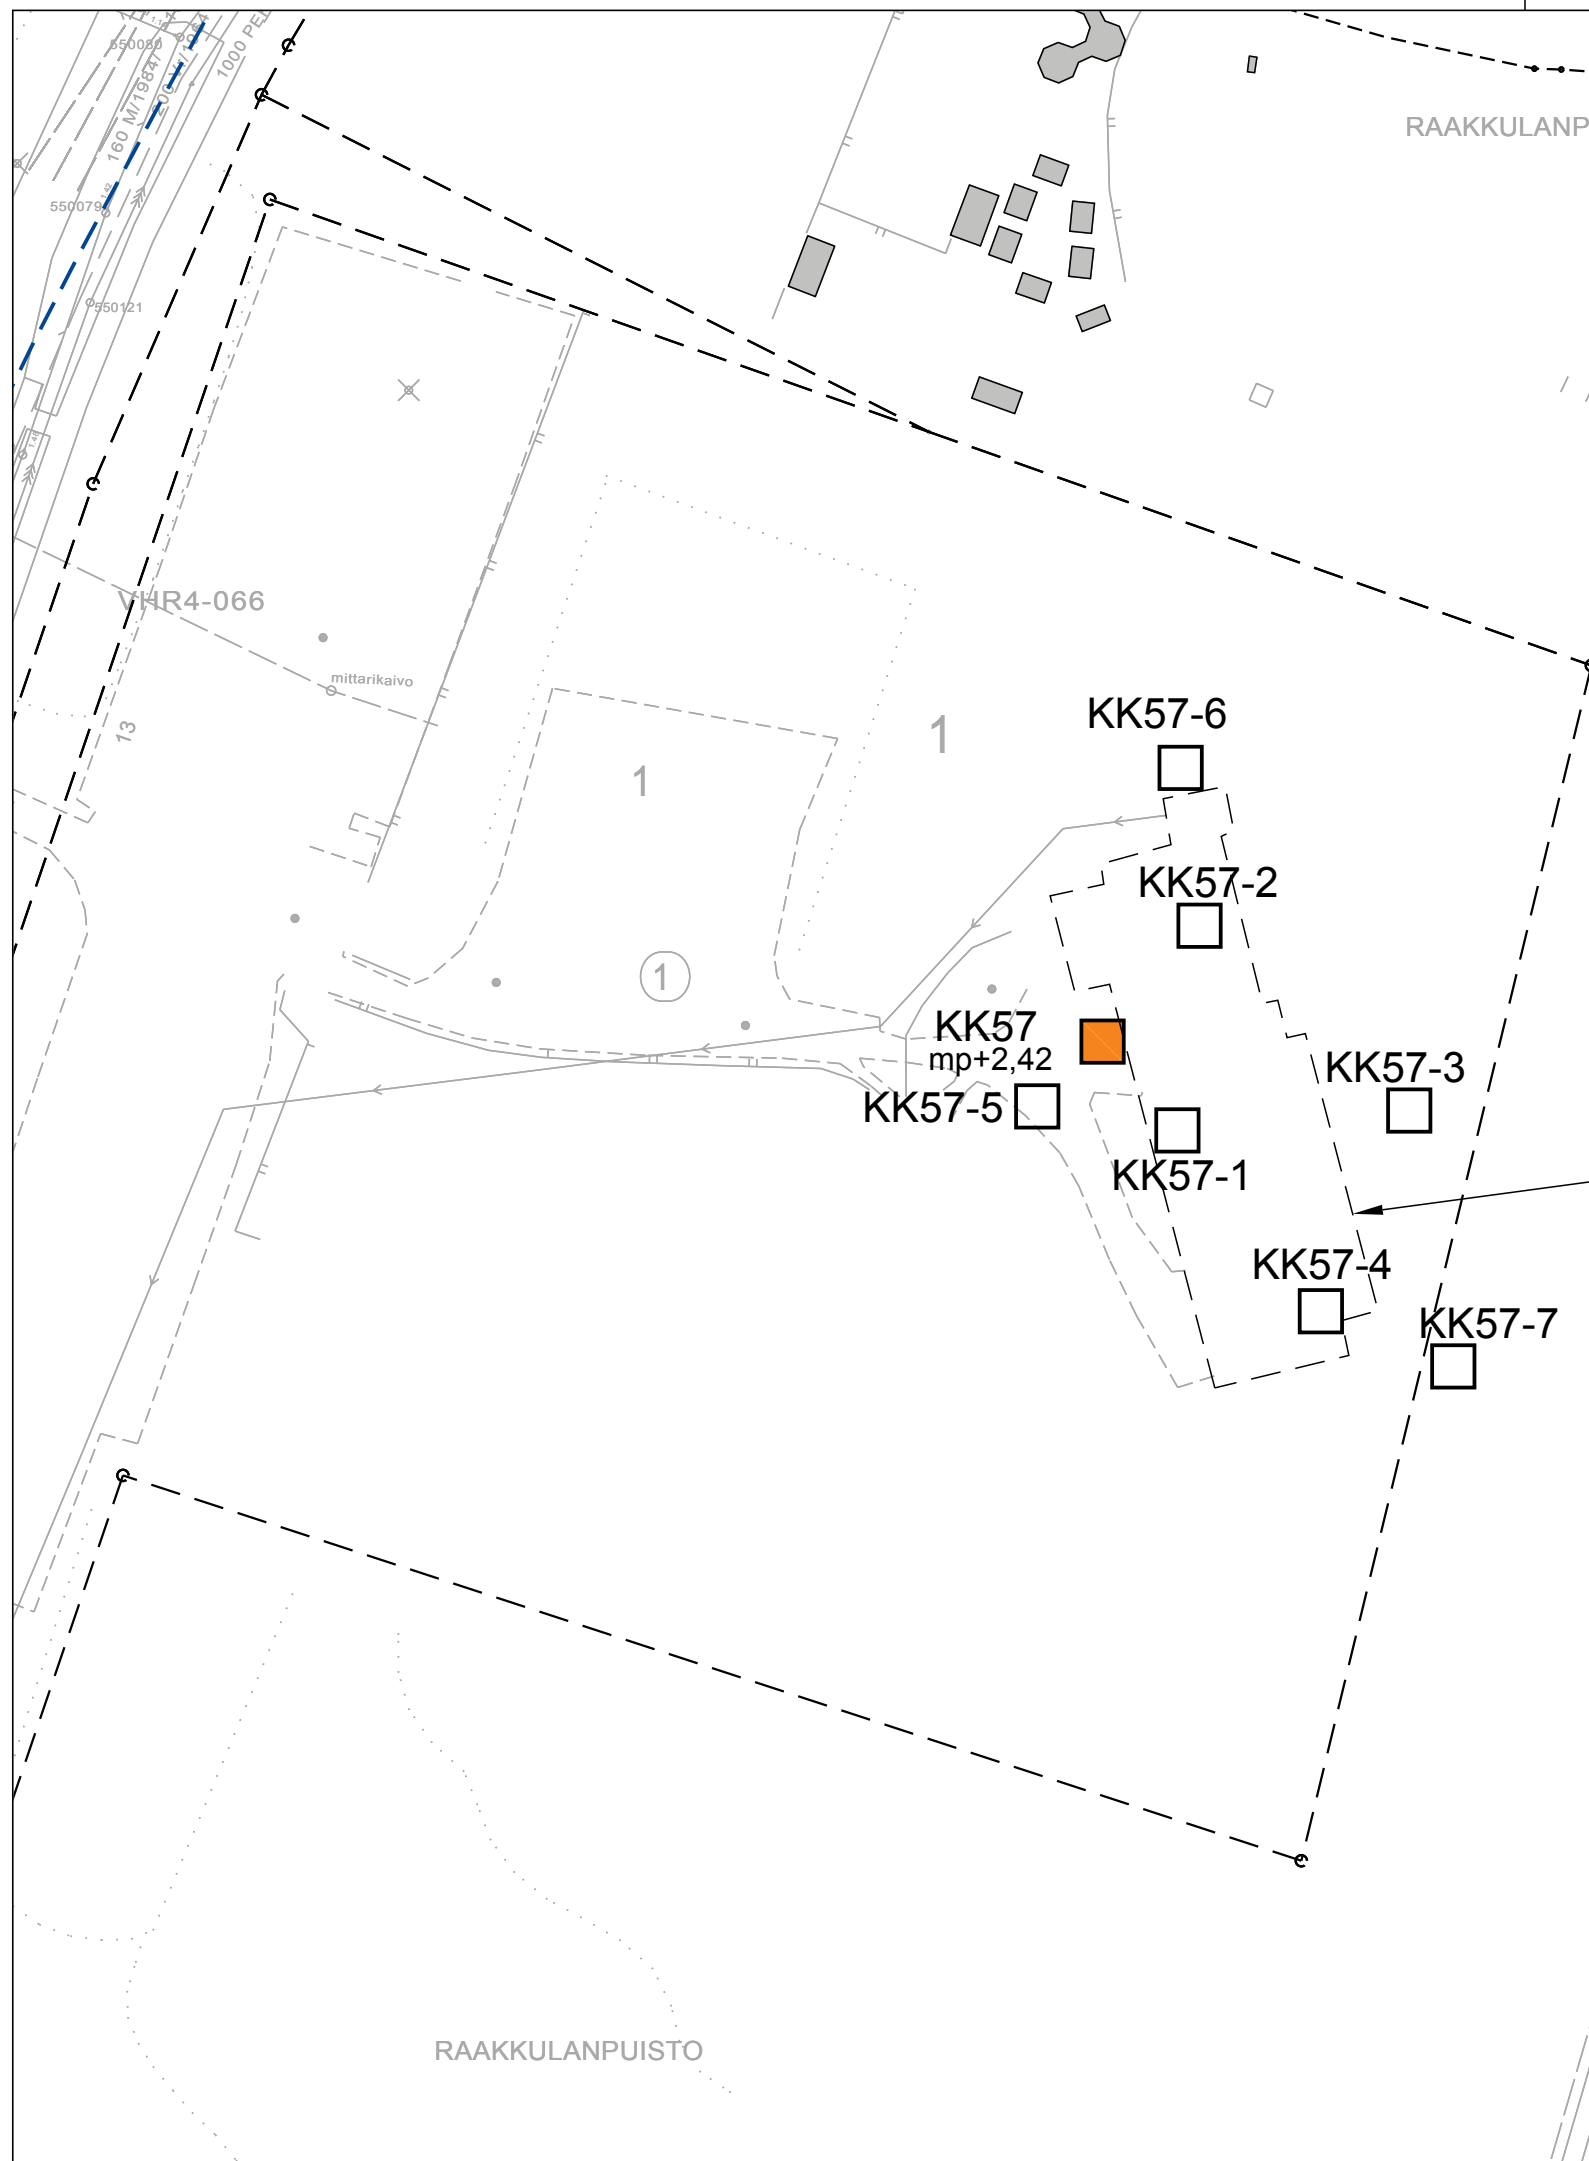 550080
160 M/1984/
1000 PE
RAAKKULANP
550079
550121
VHR4-066
mittarikaivo
13
1
1
1
KK57-6
KK57-2
KK57
mp+2,42
KK57-5
KK57-3
KK57-1
KK57-4
KK57-7
RAAKKULANPUISTO